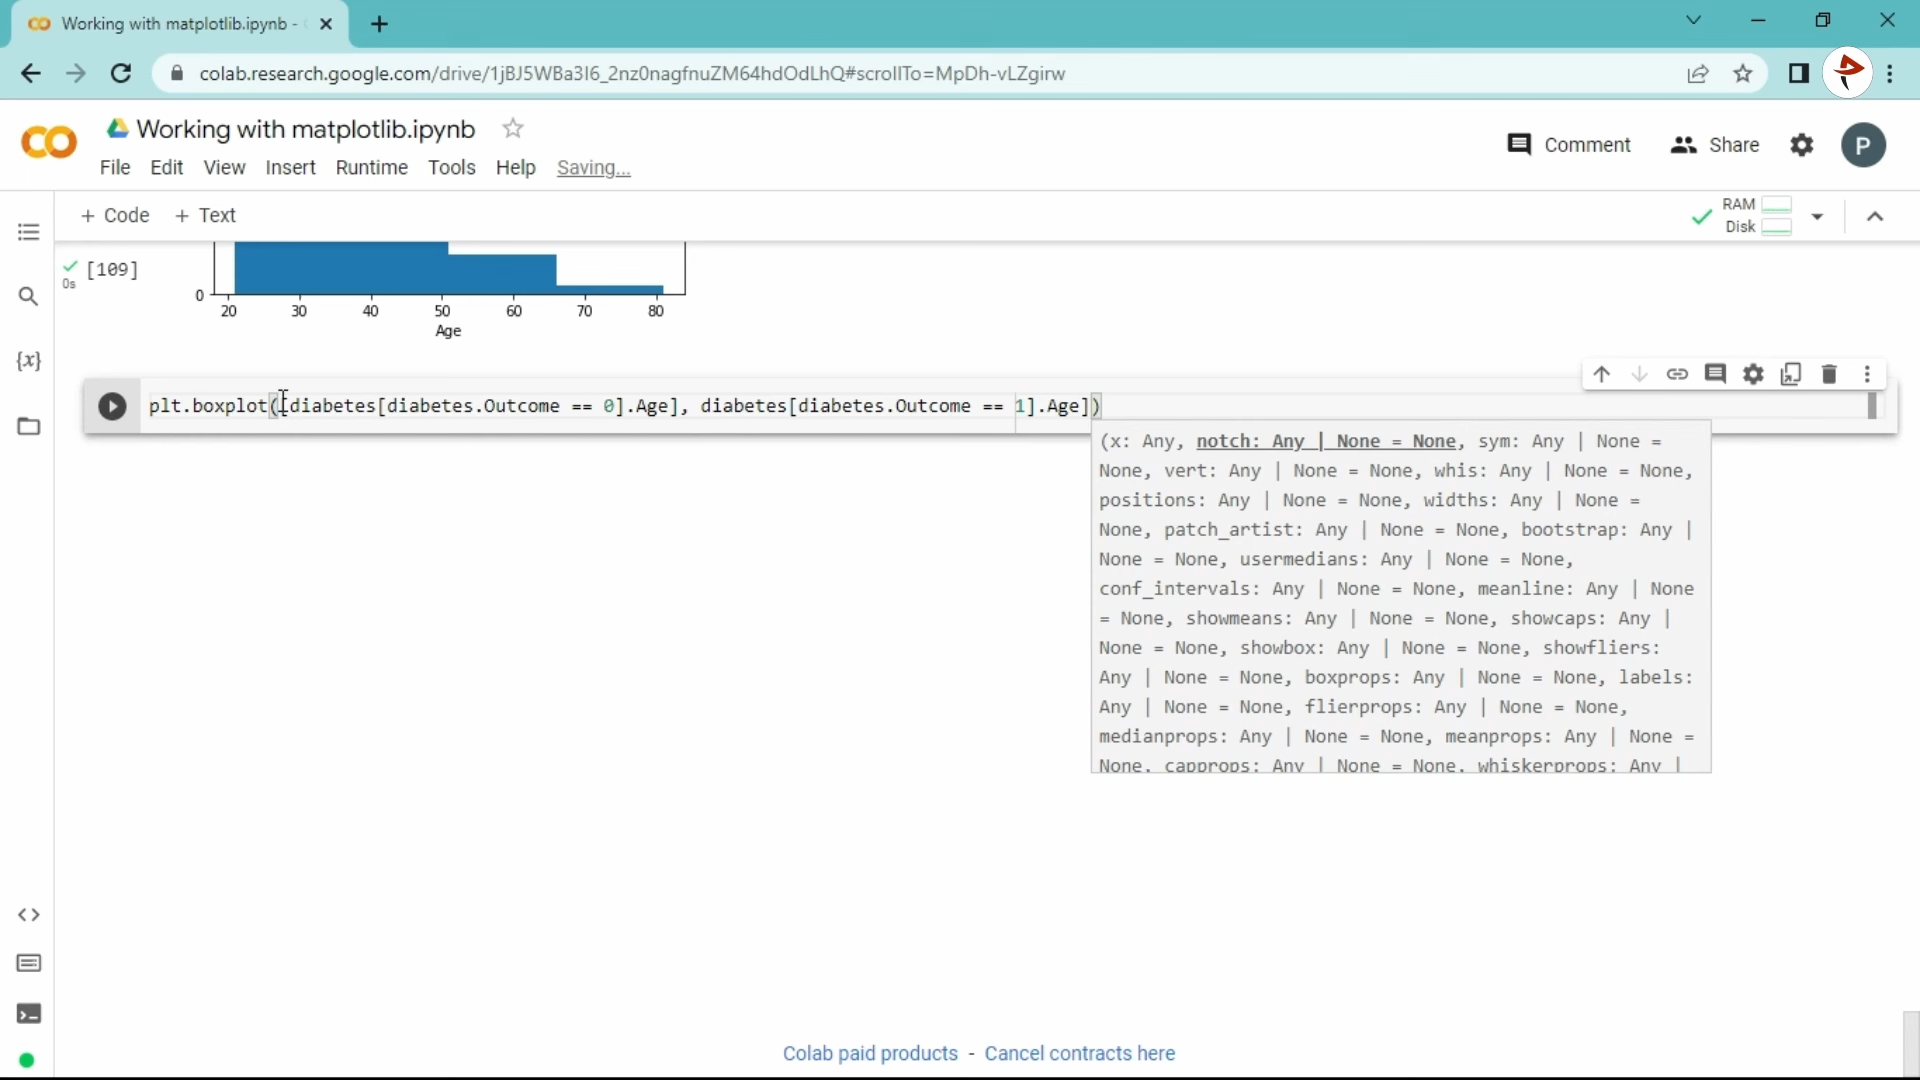 Working with matplotlib.ipynb -
colab.research.google.com/drive/1jBJ5WBa3I6_2nz0nagfnuZM64hdOdLhQ#scrollTo=MpDh-vLZgirw
Working with matplotlib.ipynb
File Edit View Insert Runtime Tools Help Saving...
Comment Share P
+ Code + Text
RAM
Disk
[109]
0s
0
20 30 40 50 60 70 80
Age
plt.boxplot([diabetes[diabetes.Outcome == 0].Age], diabetes[diabetes.Outcome == 1].Age])
(x: Any, notch: Any | None = None, sym: Any | None =
None, vert: Any | None = None, whis: Any | None = None,
positions: Any | None = None, widths: Any | None =
None, patch_artist: Any | None = None, bootstrap: Any |
None = None, usermedians: Any | None = None,
conf_intervals: Any | None = None, meanline: Any | None
= None, showmeans: Any | None = None, showcaps: Any |
None = None, showbox: Any | None = None, showfliers:
Any | None = None, boxprops: Any | None = None, labels:
Any | None = None, flierprops: Any | None = None,
medianprops: Any | None = None, meanprops: Any | None =
None, capprops: Any | None = None, whiskerprops: Any |
{x}
Colab paid products - Cancel contracts here